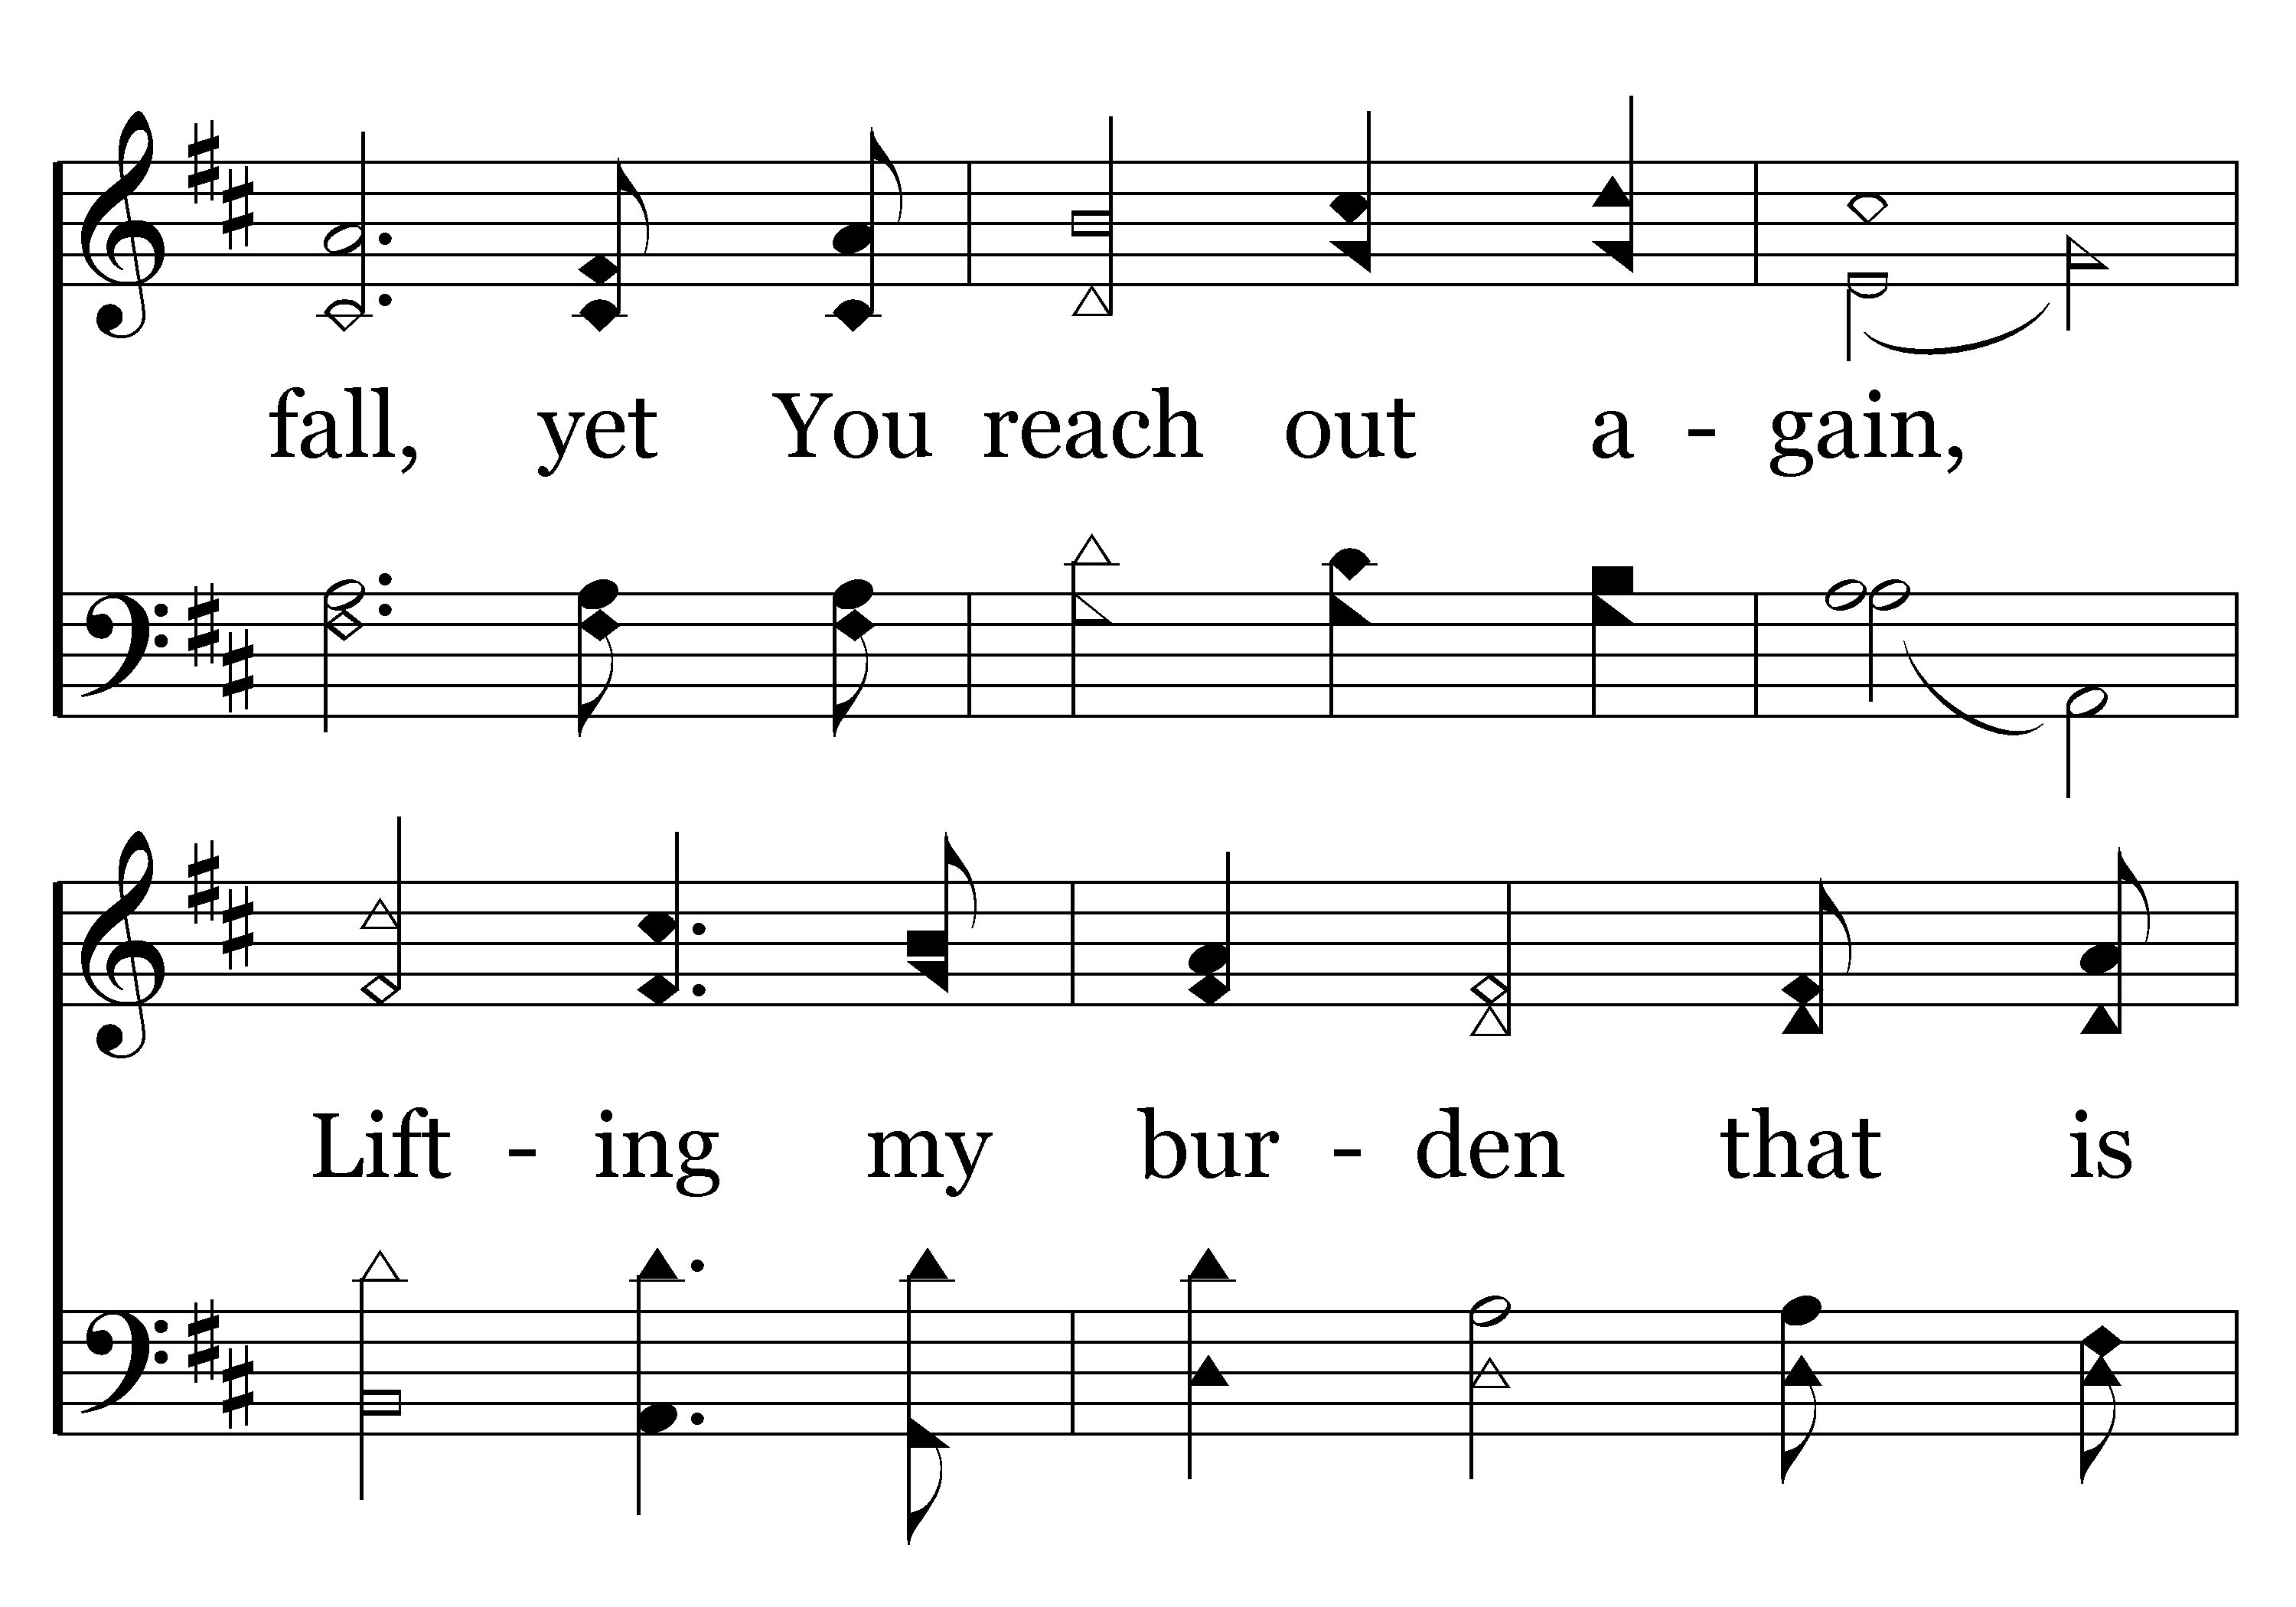 fall, yet You reach out a - gain,
Lift - ing my bur - den that is